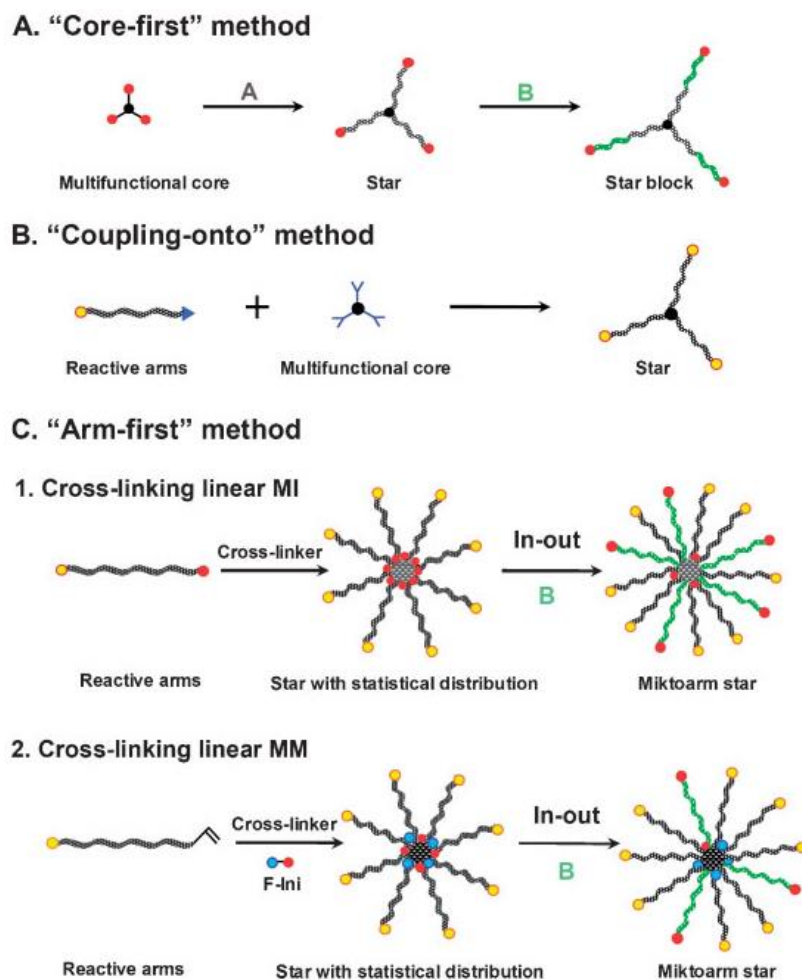 A. “Core-first” method
A
B
Multifunctional core
Star
Star block
B. “Coupling-onto” method
+
Reactive arms
Multifunctional core
Star
C. “Arm-first” method
1. Cross-linking linear MI
Cross-linker
In-out
B
Reactive arms
Star with statistical distribution
Miktoarm star
2. Cross-linking linear MM
Cross-linker
In-out
F-Ini
B
Reactive arms
Star with statistical distribution
Miktoarm star